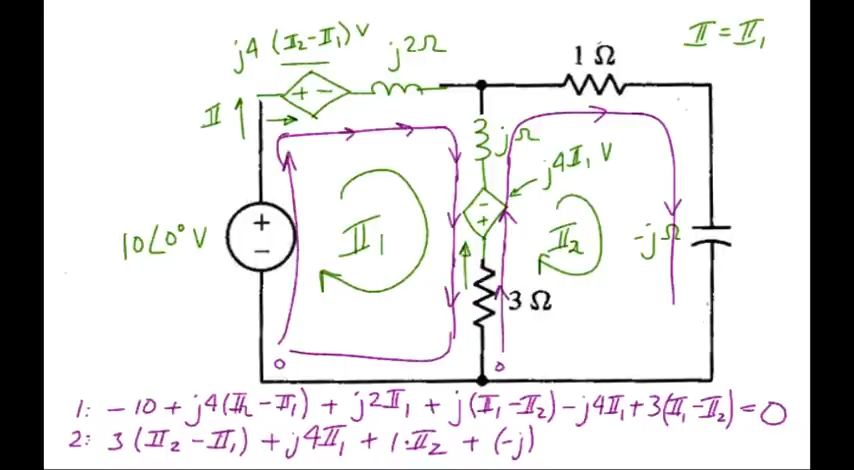 j4 (I2-I1) V
j2Ω
1 Ω
I = I1
I
+ -
jΩ
j4I1 V
10∠0° V
+
-
I1
-
+
I2
-jΩ
3 Ω
1: -10 + j4(I2 - I1) + j2I1 + j(I1 - I2) - j4I1 + 3(I1 - I2) = 0
2: 3 (I2 - I1) + j4I1 + 1·I2 + (-j)